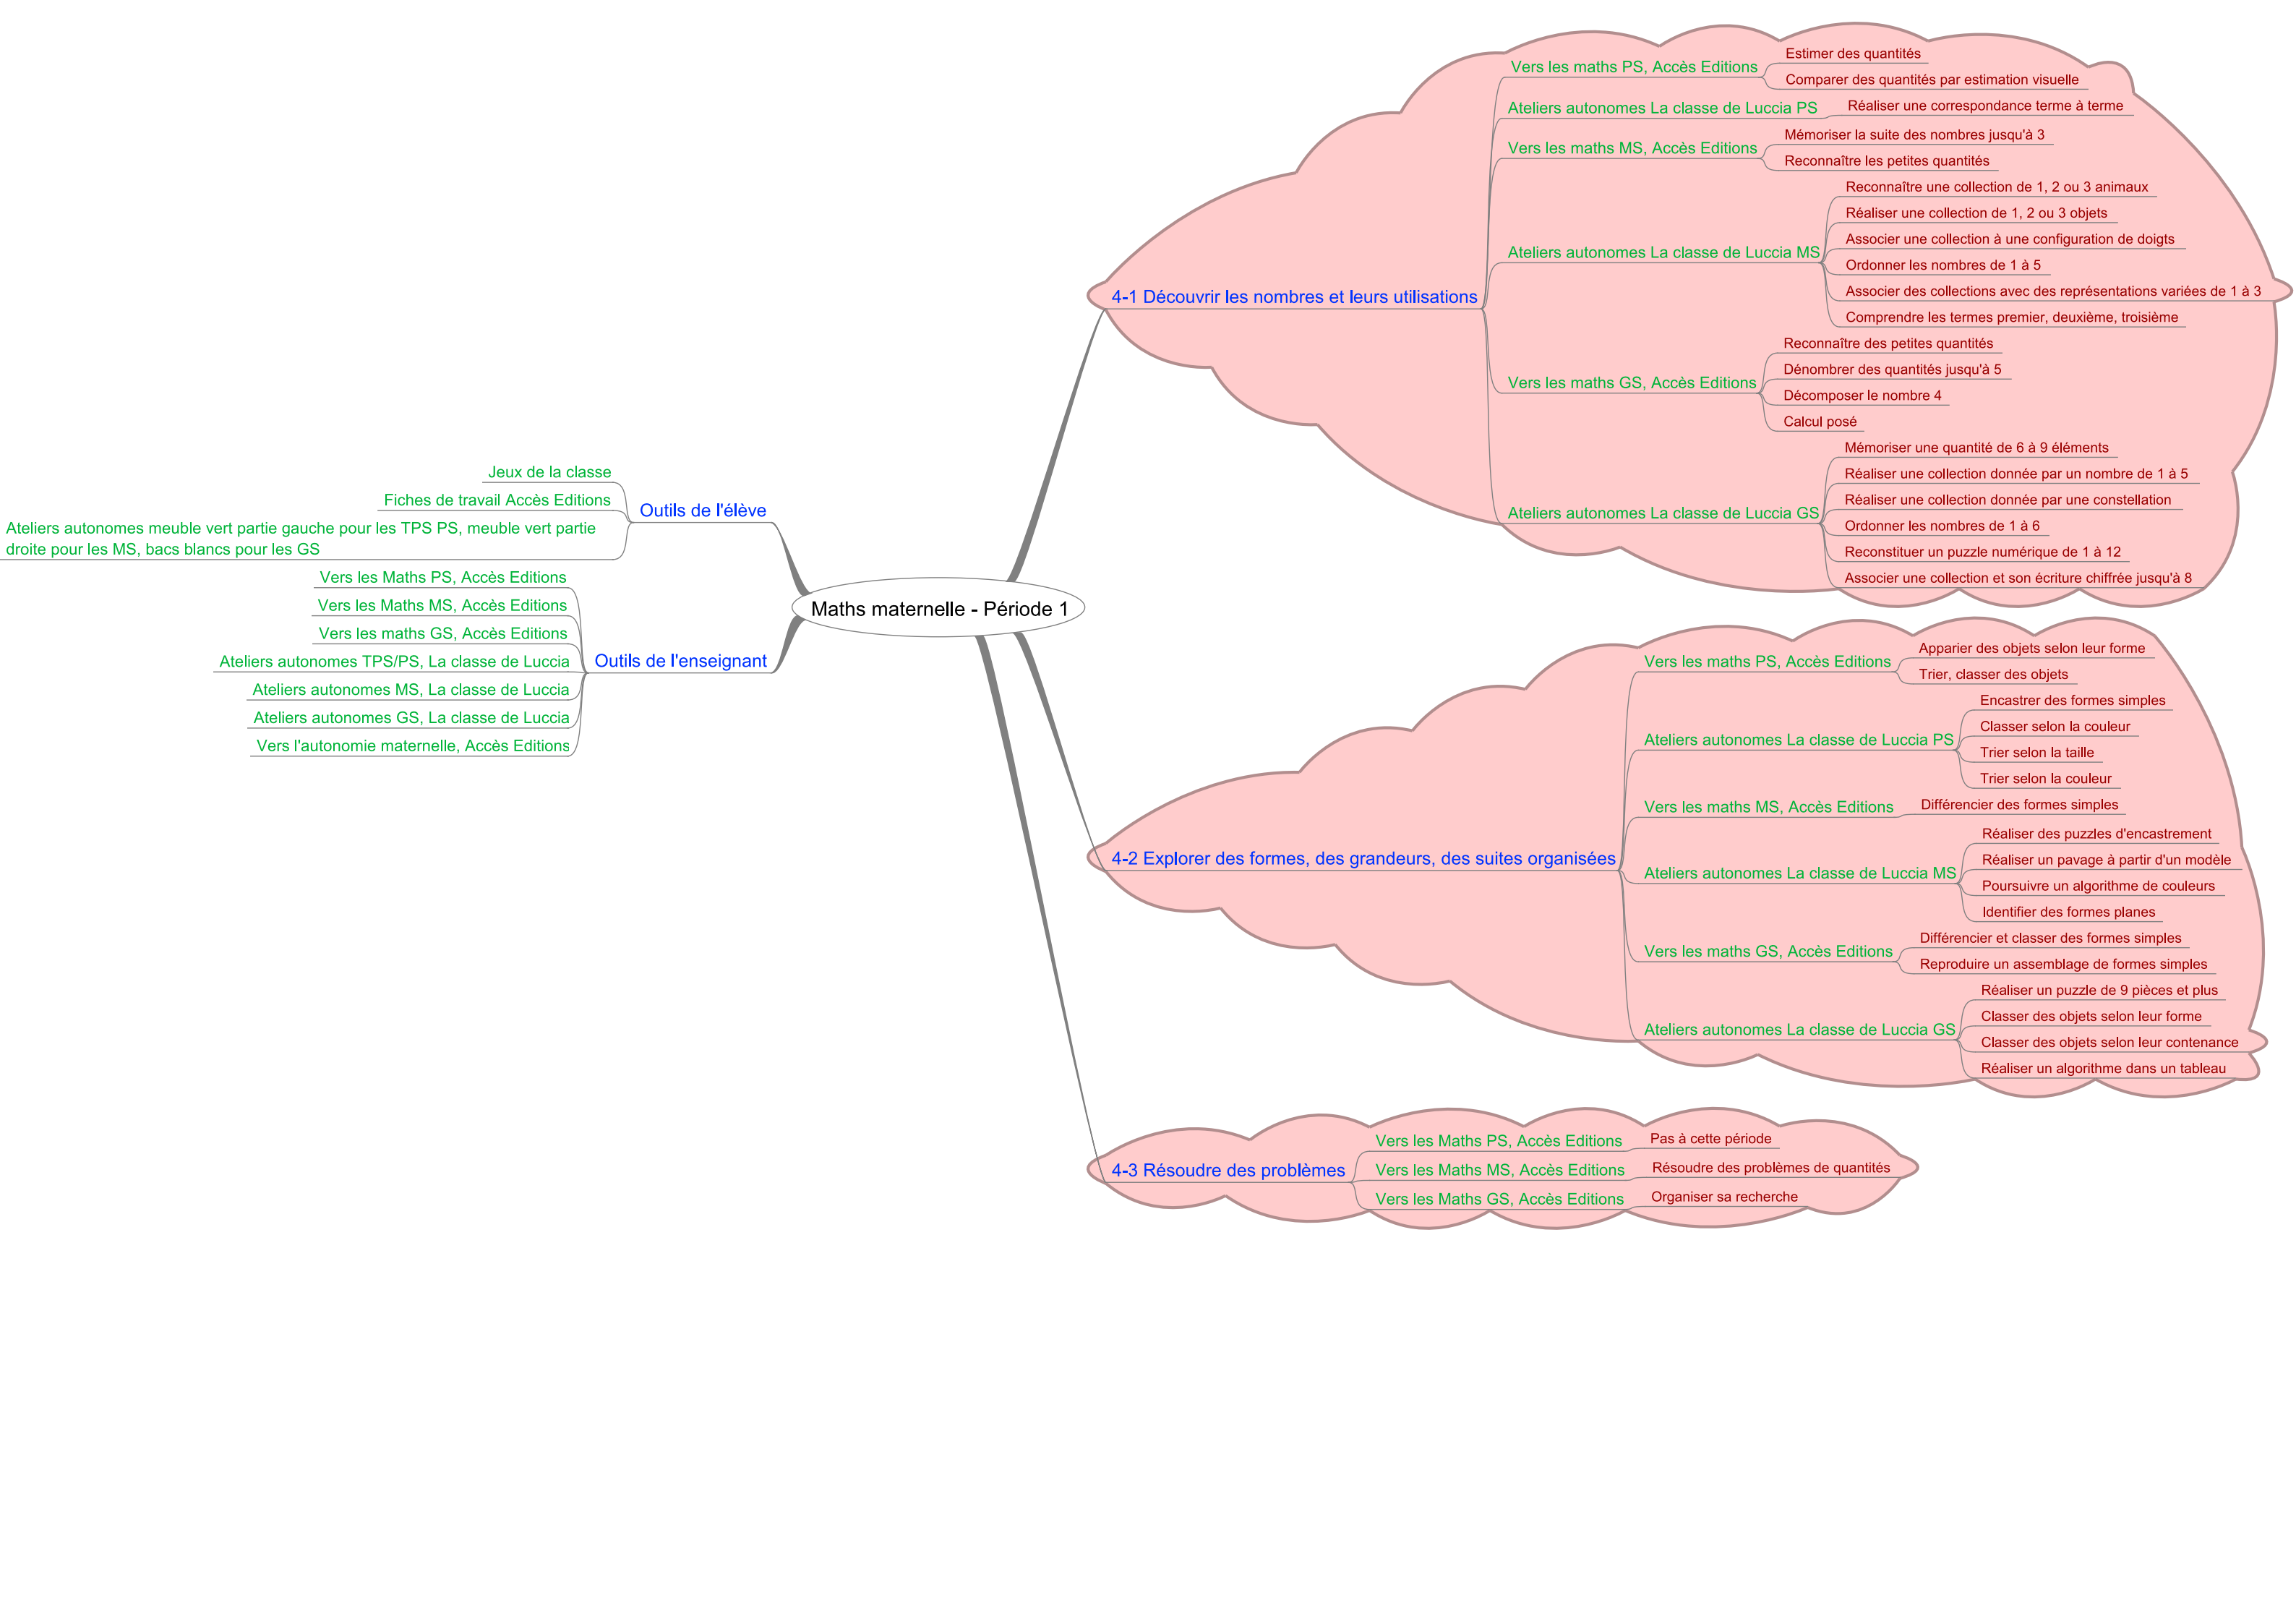 Maths maternelle - Période 1
Outils de l'élève
Jeux de la classe
Fiches de travail Accès Editions
Ateliers autonomes meuble vert partie gauche pour les TPS PS, meuble vert partie
droite pour les MS, bacs blancs pour les GS
Outils de l'enseignant
Vers les Maths PS, Accès Editions
Vers les Maths MS, Accès Editions
Vers les maths GS, Accès Editions
Ateliers autonomes TPS/PS, La classe de Luccia
Ateliers autonomes MS, La classe de Luccia
Ateliers autonomes GS, La classe de Luccia
Vers l'autonomie maternelle, Accès Editions
4-1 Découvrir les nombres et leurs utilisations
Vers les maths PS, Accès Editions
Estimer des quantités
Comparer des quantités par estimation visuelle
Ateliers autonomes La classe de Luccia PS
Réaliser une correspondance terme à terme
Vers les maths MS, Accès Editions
Mémoriser la suite des nombres jusqu'à 3
Reconnaître les petites quantités
Ateliers autonomes La classe de Luccia MS
Reconnaître une collection de 1, 2 ou 3 animaux
Réaliser une collection de 1, 2 ou 3 objets
Associer une collection à une configuration de doigts
Ordonner les nombres de 1 à 5
Associer des collections avec des représentations variées de 1 à 3
Comprendre les termes premier, deuxième, troisième
Vers les maths GS, Accès Editions
Reconnaître des petites quantités
Dénombrer des quantités jusqu'à 5
Décomposer le nombre 4
Calcul posé
Ateliers autonomes La classe de Luccia GS
Mémoriser une quantité de 6 à 9 éléments
Réaliser une collection donnée par un nombre de 1 à 5
Réaliser une collection donnée par une constellation
Ordonner les nombres de 1 à 6
Reconstituer un puzzle numérique de 1 à 12
Associer une collection et son écriture chiffrée jusqu'à 8
4-2 Explorer des formes, des grandeurs, des suites organisées
Vers les maths PS, Accès Editions
Apparier des objets selon leur forme
Trier, classer des objets
Ateliers autonomes La classe de Luccia PS
Encastrer des formes simples
Classer selon la couleur
Trier selon la taille
Trier selon la couleur
Vers les maths MS, Accès Editions
Différencier des formes simples
Ateliers autonomes La classe de Luccia MS
Réaliser des puzzles d'encastrement
Réaliser un pavage à partir d'un modèle
Poursuivre un algorithme de couleurs
Identifier des formes planes
Vers les maths GS, Accès Editions
Différencier et classer des formes simples
Reproduire un assemblage de formes simples
Ateliers autonomes La classe de Luccia GS
Réaliser un puzzle de 9 pièces et plus
Classer des objets selon leur forme
Classer des objets selon leur contenance
Réaliser un algorithme dans un tableau
4-3 Résoudre des problèmes
Vers les Maths PS, Accès Editions
Pas à cette période
Vers les Maths MS, Accès Editions
Résoudre des problèmes de quantités
Vers les Maths GS, Accès Editions
Organiser sa recherche